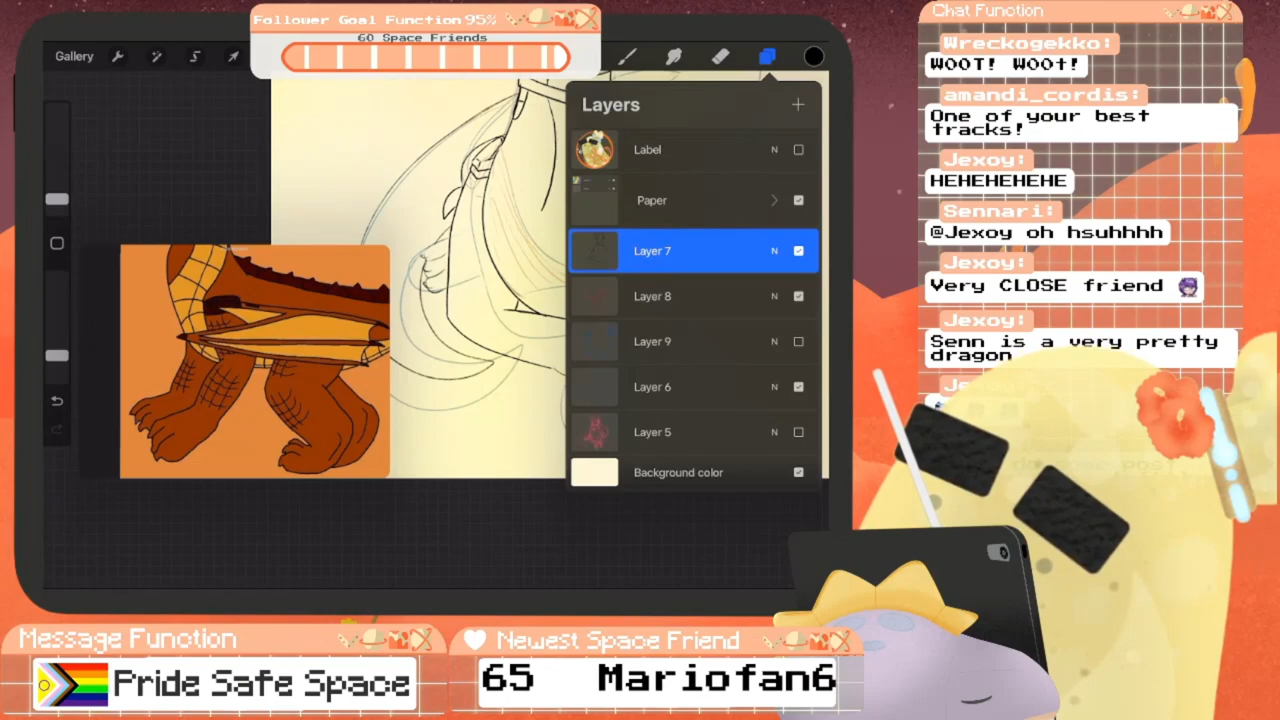 Follower Goal Function 95%
60 Space Friends
Gallery
Layers
Label N
Paper
Layer 7 N
Layer 8 N
Layer 9 N
Layer 6 N
Layer 5 N
Background color
Chat Function
Wreckogekko:
WOOT! WOOt!
amandi_cordis:
One of your best
tracks!
Jexoy:
HEHEHEHEHE
Sennari:
@Jexoy oh hsuhhhh
Jexoy:
Very CLOSE friend
Jexoy:
Senn is a very pretty
dragon
Message Function
Pride Safe Space
Newest Space Friend
65 Mariofan6